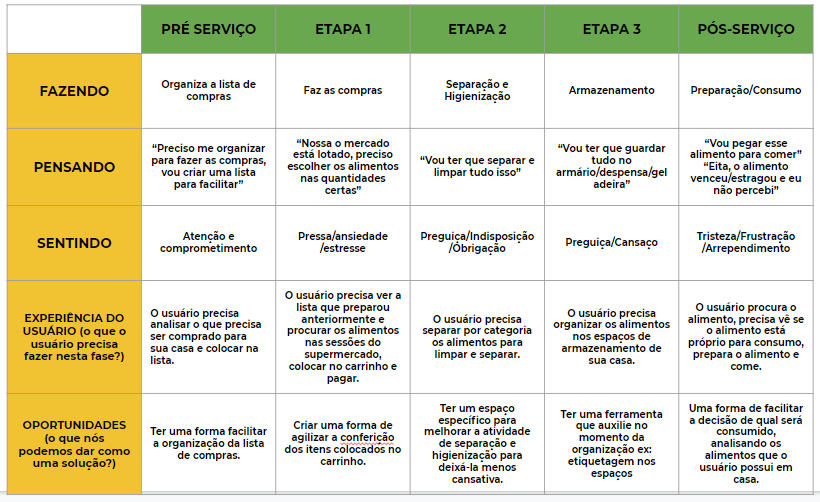 PRÉ SERVIÇO
ETAPA 1
ETAPA 2
ETAPA 3
PÓS-SERVIÇO
FAZENDO
Organiza a lista de
compras
Faz as compras
Separação e
Higienização
Armazenamento
Preparação/Consumo
PENSANDO
“Preciso me organizar
para fazer as compras,
vou criar uma lista
para facilitar”
“Nossa o mercado
está lotado, preciso
escolher os alimentos
nas quantidades
certas”
“Vou ter que separar e
limpar tudo isso”
“Vou ter que guardar
tudo no
armário/despensa/gel
adeira”
“Vou pegar esse
alimento para comer”
“Eita, o alimento
venceu/estragou e eu
não percebi”
SENTINDO
Atenção e
comprometimento
Pressa/ansiedade
/estresse
Preguiça/Indisposição
/Obrigação
Preguiça/Cansaço
Tristeza/Frustração
/Arrependimento
EXPERIÊNCIA DO
USUÁRIO (o que o
usuário precisa
fazer nesta fase?)
O usuário precisa
analisar o que precisa
ser comprado para
sua casa e colocar na
lista.
O usuário precisa ver a
lista que preparou
anteriormente e
procurar os alimentos
nas sessões do
supermercado,
colocar no carrinho e
pagar.
O usuário precisa
separar por categoria
os alimentos para
limpar e separar.
O usuário precisa
organizar os alimentos
nos espaços de
armazenamento de
sua casa.
O usuário procura o
alimento, precisa vê se
o alimento está
próprio para consumo,
prepara o alimento e
come.
OPORTUNIDADES
(o que nós
podemos dar como
uma solução?)
Ter uma forma facilitar
a organização da lista
de compras.
Criar uma forma de
agilizar a conferição
dos itens colocados no
carrinho.
Ter um espaço
específico para
melhorar a atividade
de separação e
higienização para
deixá-la menos
cansativa.
Ter uma ferramenta
que auxilie no
momento da
organização ex:
etiquetagem nos
espaços
Uma forma de facilitar
a decisão de qual será
consumido,
analisando os
alimentos que o
usuário possui em
casa.